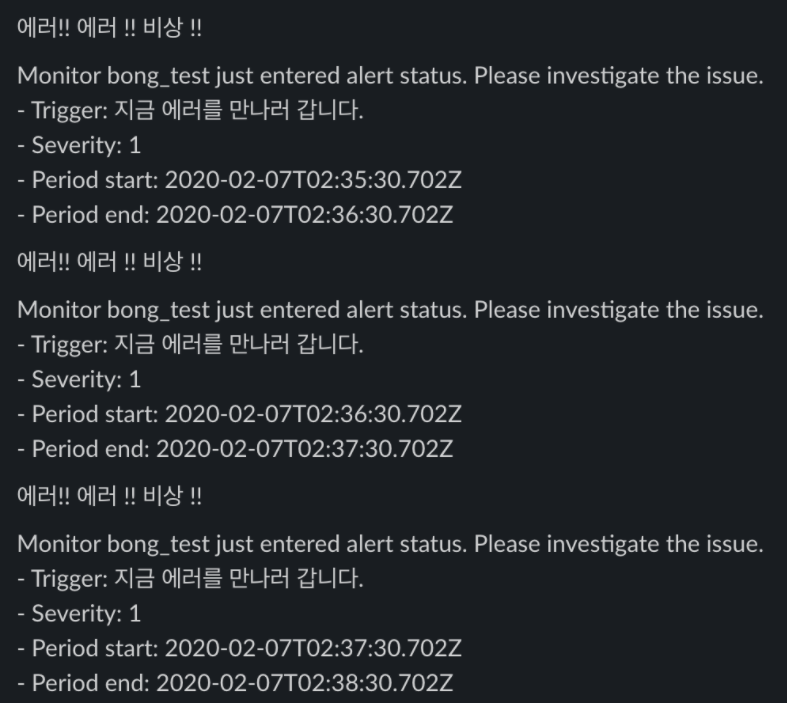 에러!! 에러 !! 비상 !!
Monitor bong_test just entered alert status. Please investigate the issue.
- Trigger: 지금 에러를 만나러 갑니다.
- Severity: 1
- Period start: 2020-02-07T02:35:30.702Z
- Period end: 2020-02-07T02:36:30.702Z
에러!! 에러 !! 비상 !!
Monitor bong_test just entered alert status. Please investigate the issue.
- Trigger: 지금 에러를 만나러 갑니다.
- Severity: 1
- Period start: 2020-02-07T02:36:30.702Z
- Period end: 2020-02-07T02:37:30.702Z
에러!! 에러 !! 비상 !!
Monitor bong_test just entered alert status. Please investigate the issue.
- Trigger: 지금 에러를 만나러 갑니다.
- Severity: 1
- Period start: 2020-02-07T02:37:30.702Z
- Period end: 2020-02-07T02:38:30.702Z